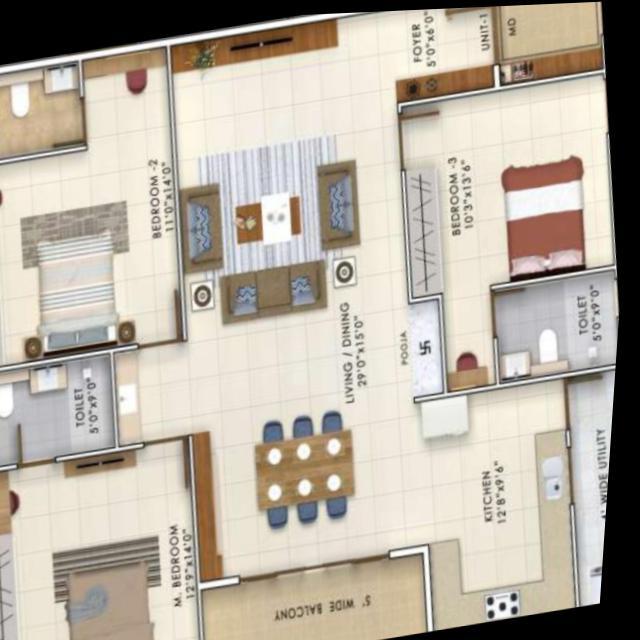 FOYER
5'0"X6'0"
UNIT-1
BEDROOM -2
11'0"X14'0"
BEDROOM -3
10'3"X13'6"
LIVING / DINING
29'0"X15'0"
POOJA
TOILET
5'0"X9'0"
TOILET
5'0"X9'0"
KITCHEN
12'8"X9'6"
WIDE UTILITY
M. BEDROOM
12'9"X14'0"
5' WIDE BALCONY